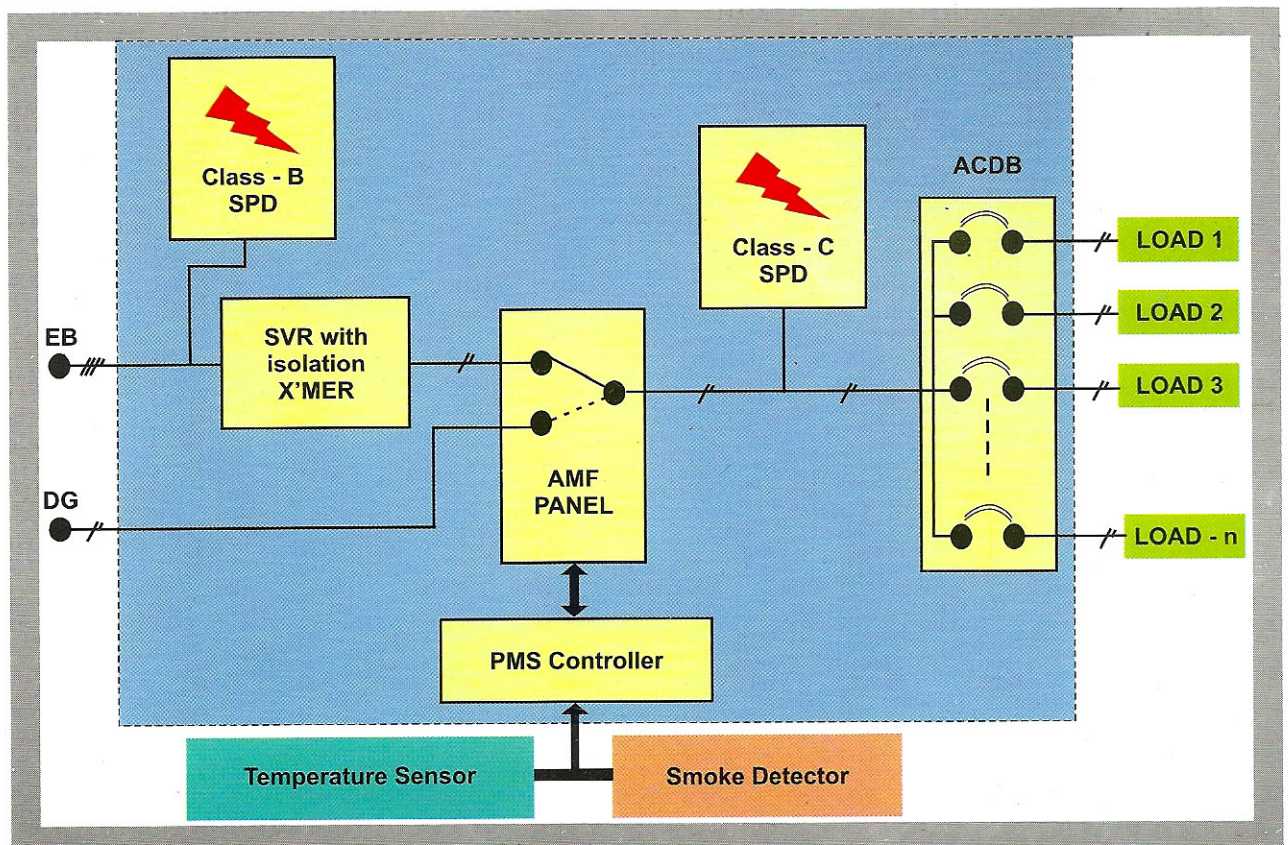 Class - B
SPD
Class - C
SPD
ACDB
LOAD 1
LOAD 2
LOAD 3
LOAD - n
EB
SVR with
isolation
X'MER
DG
AMF
PANEL
PMS Controller
Temperature Sensor
Smoke Detector